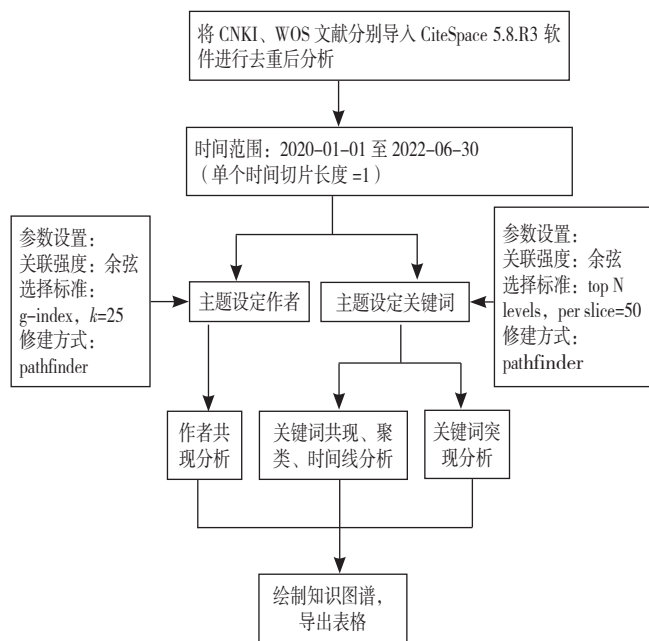 将 CNKI、WOS 文献分别导入 CiteSpace 5.8.R3 软
件进行去重后分析
时间范围：2020-01-01 至 2022-06-30
（单个时间切片长度 =1）
参数设置：
关联强度：余弦
选择标准：
g-index，k=25
修建方式：
pathfinder
主题设定作者
主题设定关键词
参数设置：
关联强度：余弦
选择标准：top N
levels，per slice=50
修建方式：
pathfinder
作者共
现分析
关键词共现、聚
类、时间线分析
关键词突
现分析
绘制知识图谱，
导出表格